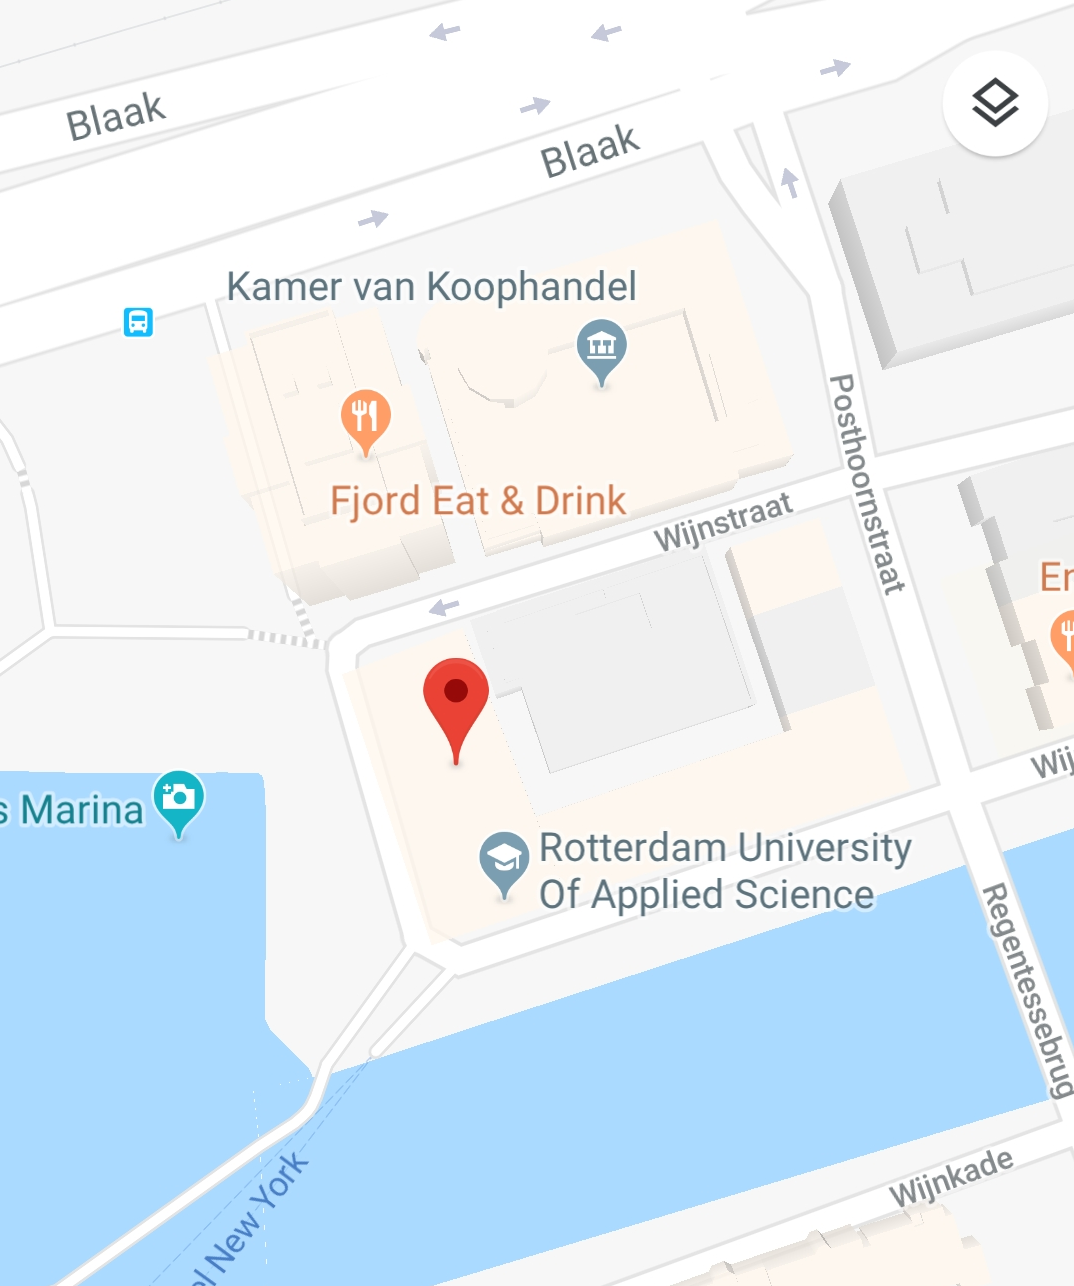 Blaak
Blaak
Kamer van Koophandel
Fjord Eat & Drink
Posthoornstraat
Wijnstraat
En
s Marina
Wij
Rotterdam University
Of Applied Science
Regentessebrug
el New York
Wijnkade